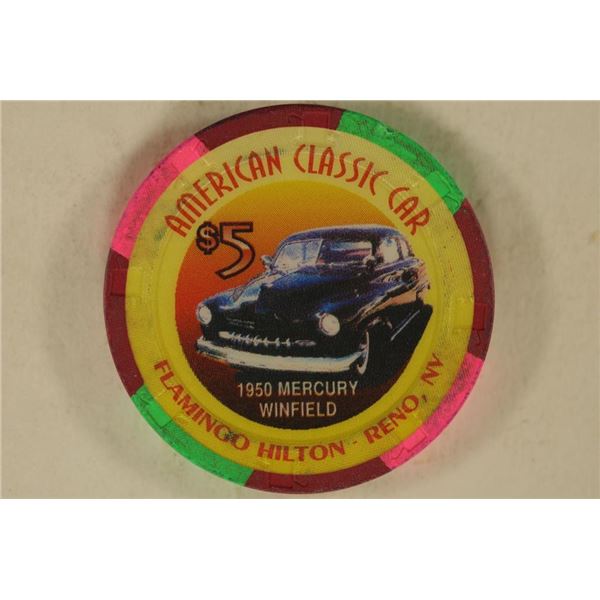 AMERICAN CLASSIC CAR
$5
1950 MERCURY
WINFIELD
FLAMINGO HILTON - RENO, NV